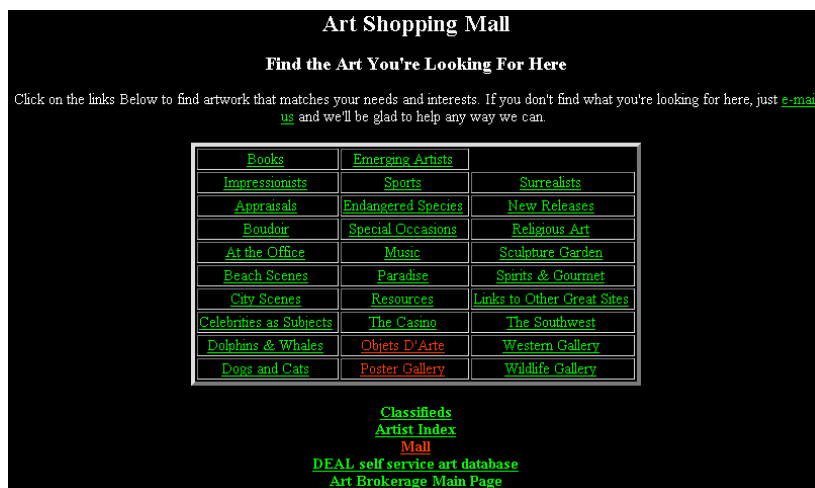 Art Shopping Mall
Find the Art You're Looking For Here
Click on the links Below to find artwork that matches your needs and interests. If you don't find what you're looking for here, just e-mai
us and we'll be glad to help any way we can.
Books Emerging Artists
Impressionists Sports Surrealists
Appraisals Endangered Species New Releases
Boudoir Special Occasions Religious Art
At the Office Music Sculpture Garden
Beach Scenes Paradise Spirits & Gourmet
City Scenes Resources Links to Other Great Sites
Celebrities as Subjects The Casino The Southwest
Dolphins & Whales Objets D'Arte Western Gallery
Dogs and Cats Poster Gallery Wildlife Gallery
Classifieds
Artist Index
Mall
DEAL self service art database
Art Brokerage Main Page